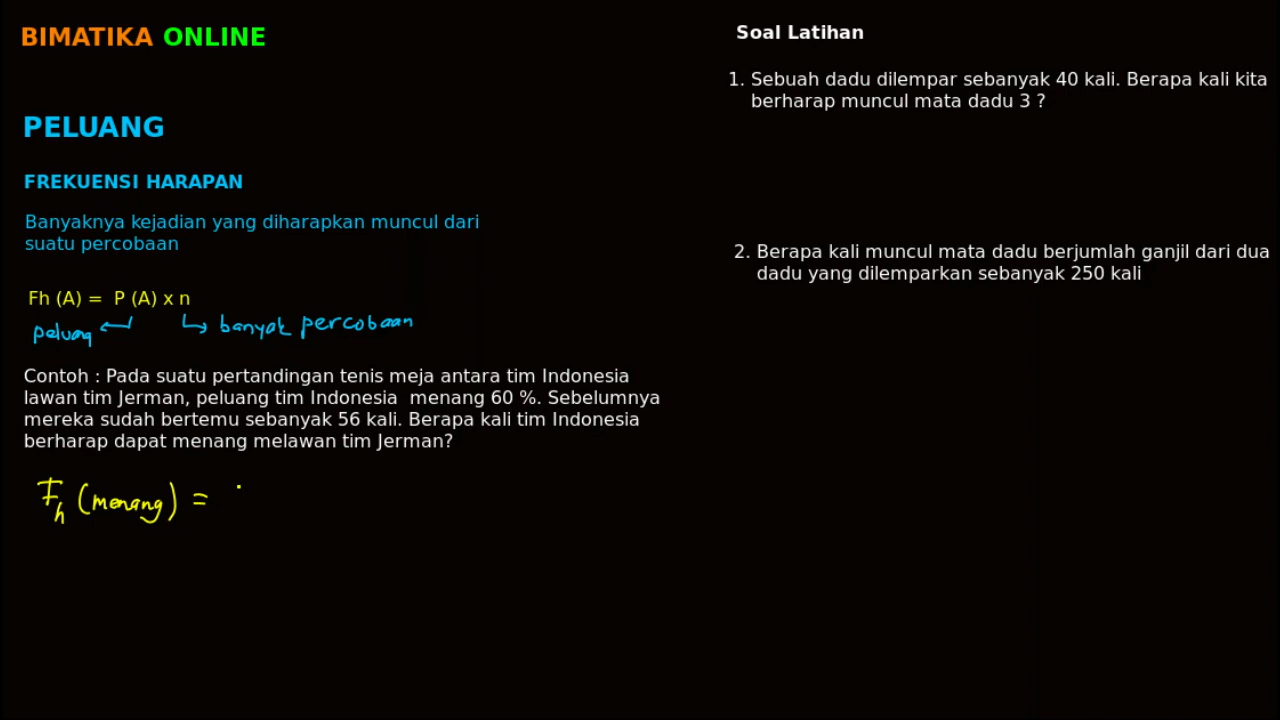 BIMATIKA ONLINE
PELUANG
FREKUENSI HARAPAN
Banyaknya kejadian yang diharapkan muncul dari
suatu percobaan
Fh (A) = P (A) x n
peluang
banyak percobaan
Contoh : Pada suatu pertandingan tenis meja antara tim Indonesia
lawan tim Jerman, peluang tim Indonesia menang 60 %. Sebelumnya
mereka sudah bertemu sebanyak 56 kali. Berapa kali tim Indonesia
berharap dapat menang melawan tim Jerman?
Fh (menang) =
Soal Latihan
1. Sebuah dadu dilempar sebanyak 40 kali. Berapa kali kita
berharap muncul mata dadu 3 ?
2. Berapa kali muncul mata dadu berjumlah ganjil dari dua
dadu yang dilemparkan sebanyak 250 kali